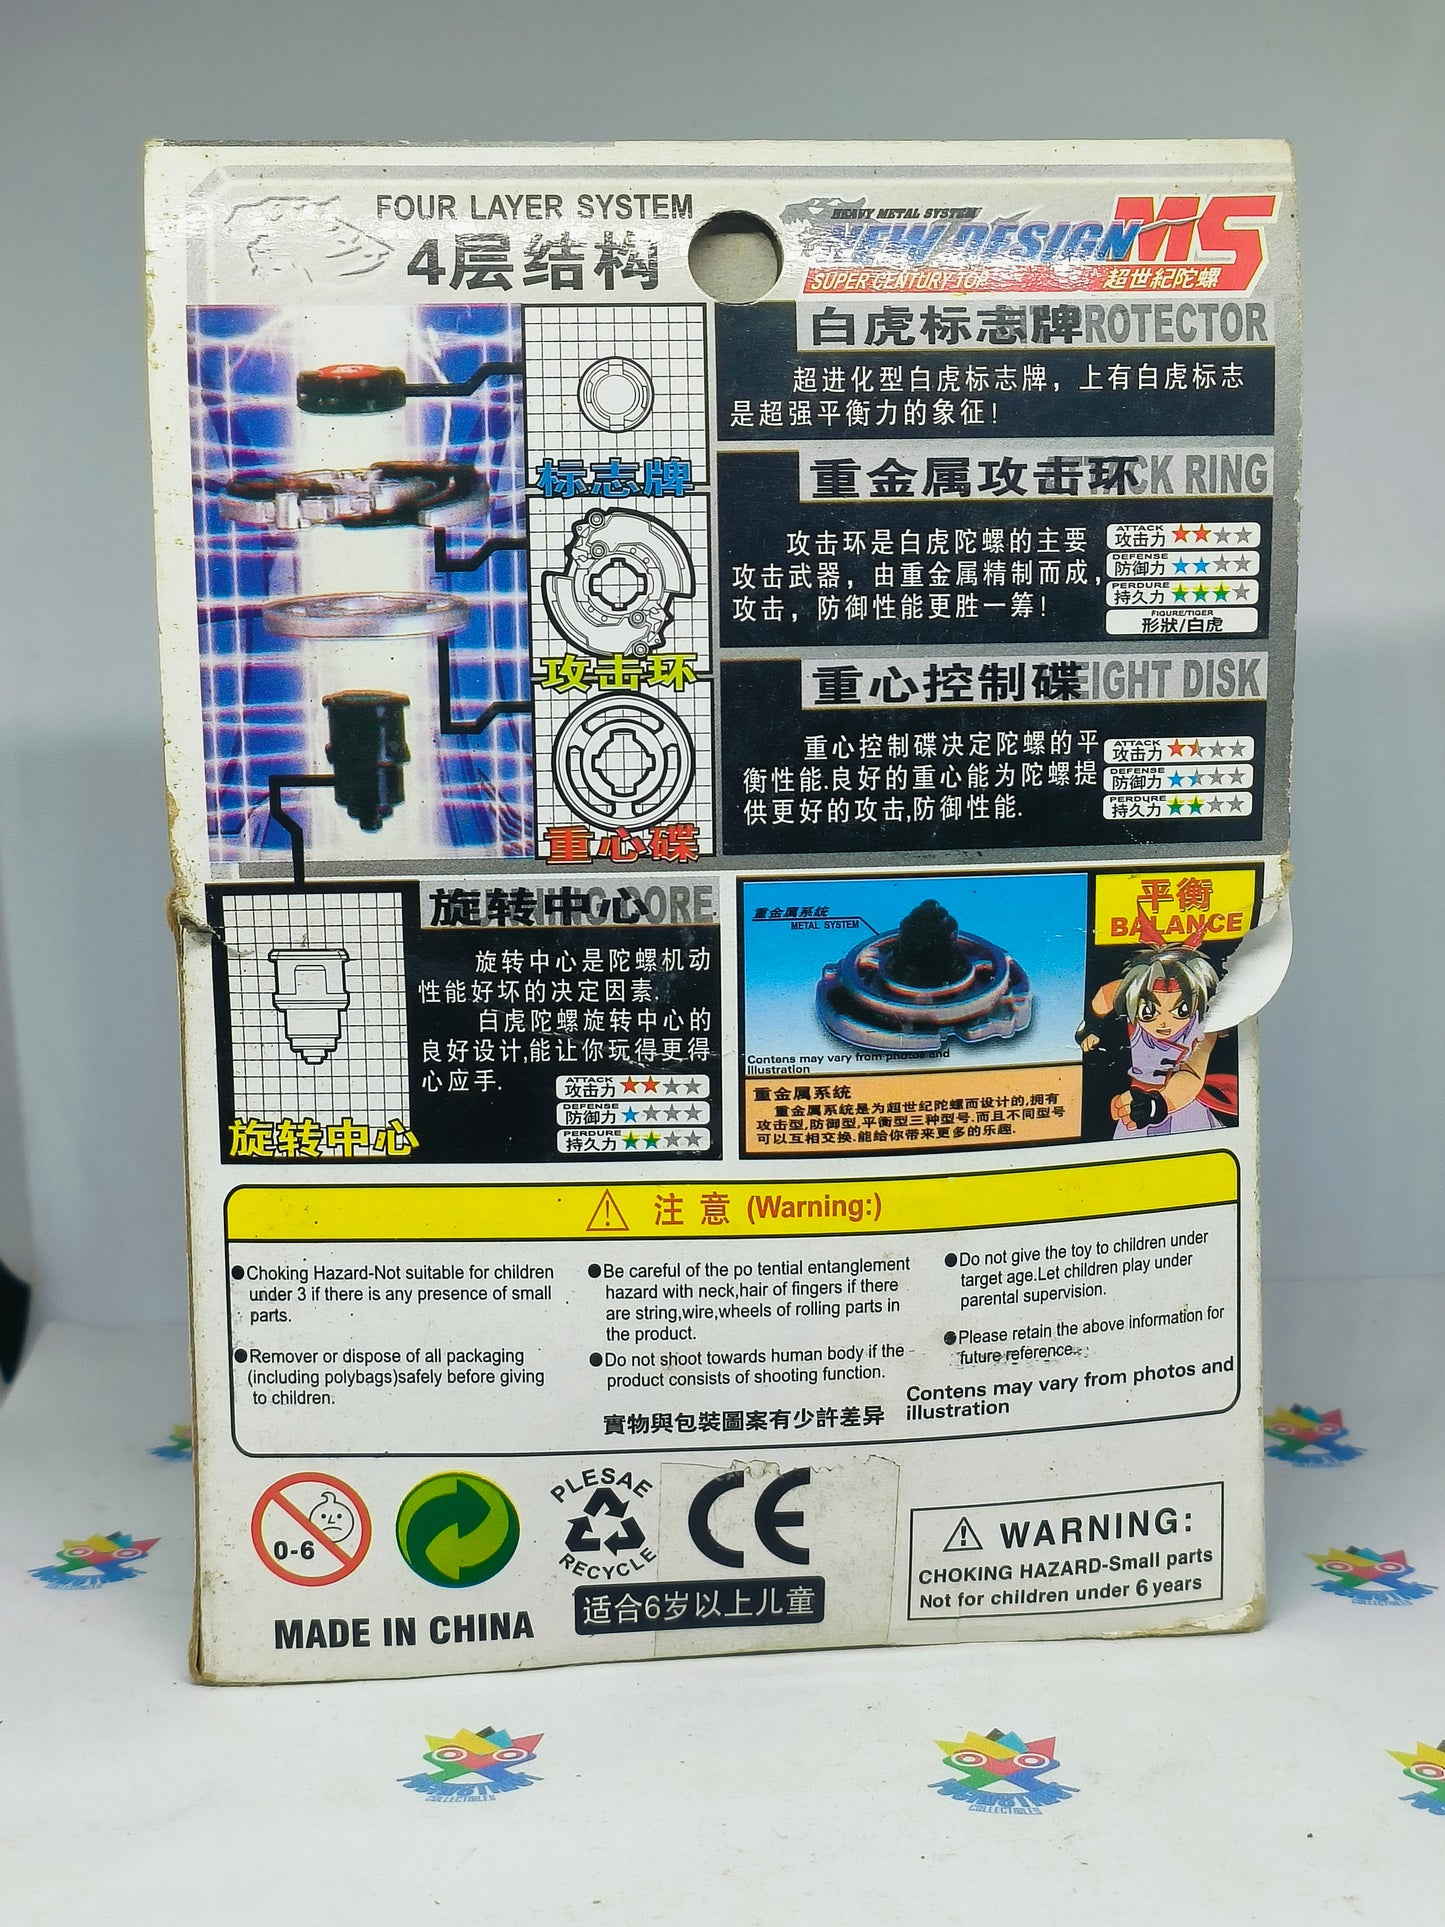 FOUR LAYER SYSTEM
4层结构
HEAVY METAL SYSTEM
NEW DESIGN MS
SUPER CENTURY TOP 超世紀陀螺
标志牌
攻击环
重心碟
白虎标志牌 ROTECTOR
超进化型白虎标志牌，上有白虎标志
是超强平衡力的象征！
重金属攻击环 CK RING
攻击环是白虎陀螺的主要
攻击武器，由重金属精制而成，
攻击，防御性能更胜一筹！
ATTACK
攻击力
DEFENSE
防御力
PERDURE
持久力
FIGURE/TIGER
形狀/白虎
重心控制碟 EIGHT DISK
重心控制碟决定陀螺的平
衡性能.良好的重心能为陀螺提
供更好的攻击,防御性能.
ATTACK
攻击力
DEFENSE
防御力
PERDURE
持久力
旋转中心
旋转中心 CORE
旋转中心是陀螺机动
性能好坏的决定因素.
白虎陀螺旋转中心的
良好设计,能让你玩得更得
心应手.
ATTACK
攻击力
DEFENSE
防御力
PERDURE
持久力
重金属系统
METAL SYSTEM
Contens may vary from photos and
Illustration
平衡
BALANCE
重金属系统
重金属系统是为超世纪陀螺而设计的,拥有
攻击型,防御型,平衡型三种型号.而且不同型号
可以互相交换.能给你带来更多的乐趣.
注意 (Warning:)
●Choking Hazard-Not suitable for children
under 3 if there is any presence of small
parts.
●Remover or dispose of all packaging
(including polybags)safely before giving
to children.
●Be careful of the po tential entanglement
hazard with neck,hair of fingers if there
are string,wire,wheels of rolling parts in
the product.
●Do not shoot towards human body if the
product consists of shooting function.
實物與包裝圖案有少許差异
●Do not give the toy to children under
target age.Let children play under
parental supervision.
●Please retain the above information for
future reference.
Contens may vary from photos and
illustration
0-6
PLESAE
RECYCLE
CE
适合6岁以上儿童
MADE IN CHINA
WARNING:
CHOKING HAZARD-Small parts
Not for children under 6 years
COLLECTIBLES
COLLECTIBLES